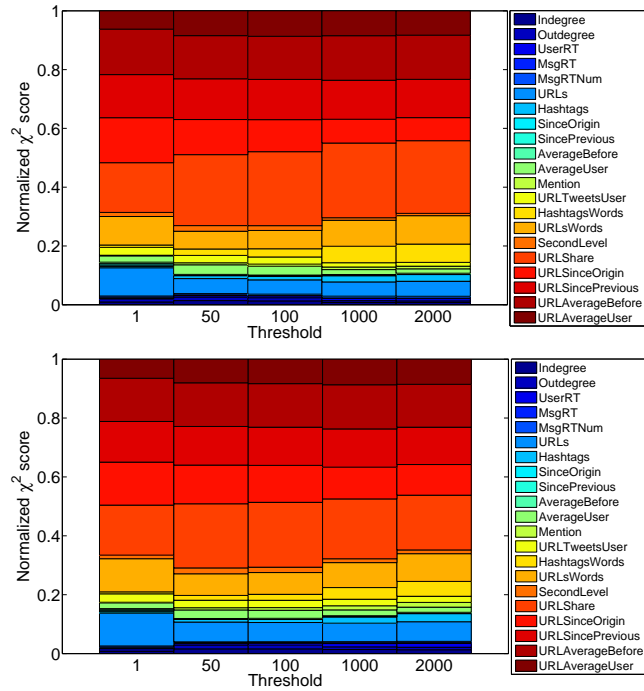 1
0.8
0.6
0.4
0.2
0
Normalized χ² score
1 50 100 1000 2000
Threshold
Indegree
Outdegree
UserRT
MsgRT
MsgRTNum
URLs
Hashtags
SinceOrigin
SincePrevious
AverageBefore
AverageUser
Mention
URLTweetsUser
HashtagsWords
URLsWords
SecondLevel
URLShare
URLSinceOrigin
URLSincePrevious
URLAverageBefore
URLAverageUser
1
0.8
0.6
0.4
0.2
0
Normalized χ² score
1 50 100 1000 2000
Threshold
Indegree
Outdegree
UserRT
MsgRT
MsgRTNum
URLs
Hashtags
SinceOrigin
SincePrevious
AverageBefore
AverageUser
Mention
URLTweetsUser
HashtagsWords
URLsWords
SecondLevel
URLShare
URLSinceOrigin
URLSincePrevious
URLAverageBefore
URLAverageUser